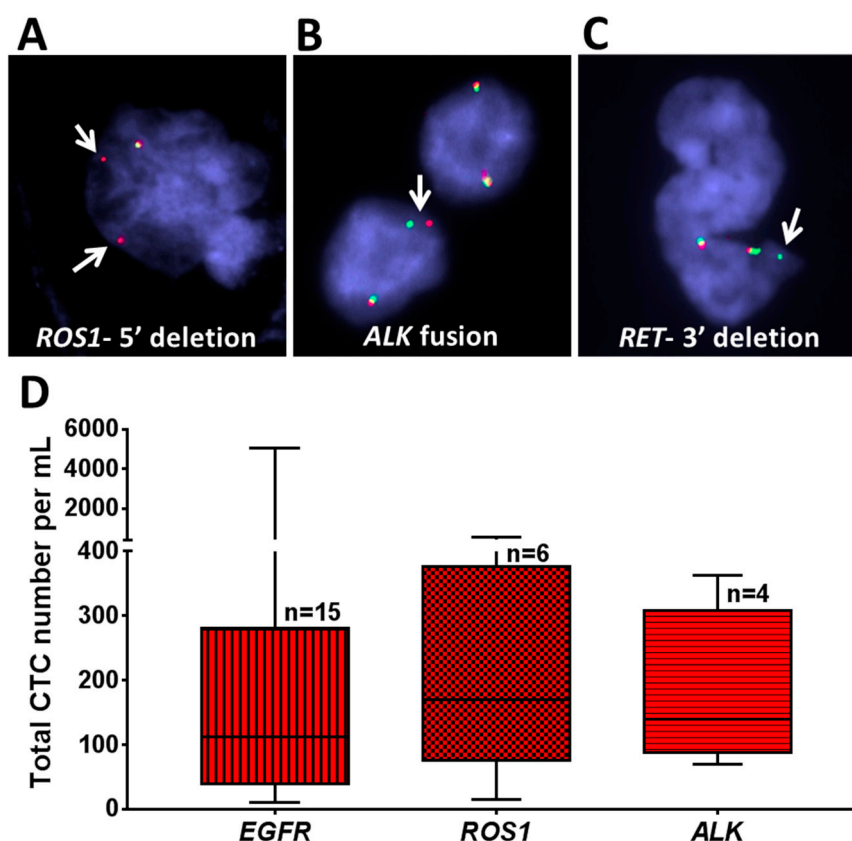 A
B
C
ROS1- 5’ deletion
ALK fusion
RET- 3’ deletion
D
Total CTC number per mL
6000
4000
2000
400
300
200
100
0
n=15
n=6
n=4
EGFR
ROS1
ALK